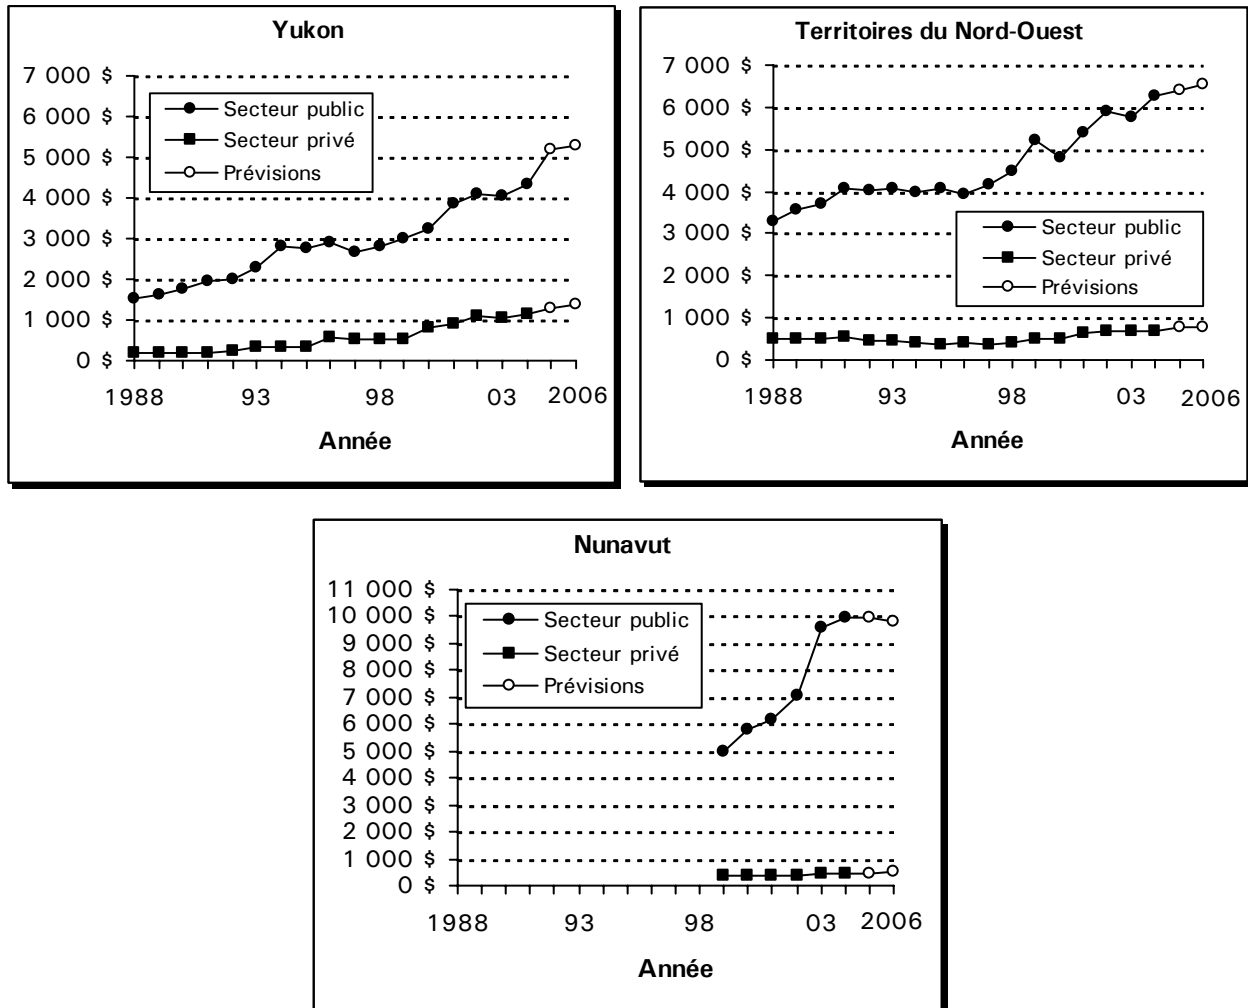 Yukon
7 000 $
6 000 $
5 000 $
4 000 $
3 000 $
2 000 $
1 000 $
0 $
Secteur public
Secteur privé
Prévisions
1988 93 98 03 2006
Année
Territoires du Nord-Ouest
7 000 $
6 000 $
5 000 $
4 000 $
3 000 $
2 000 $
1 000 $
0 $
Secteur public
Secteur privé
Prévisions
1988 93 98 03 2006
Année
Nunavut
11 000 $
10 000 $
9 000 $
8 000 $
7 000 $
6 000 $
5 000 $
4 000 $
3 000 $
2 000 $
1 000 $
0 $
Secteur public
Secteur privé
Prévisions
1988 93 98 03 2006
Année